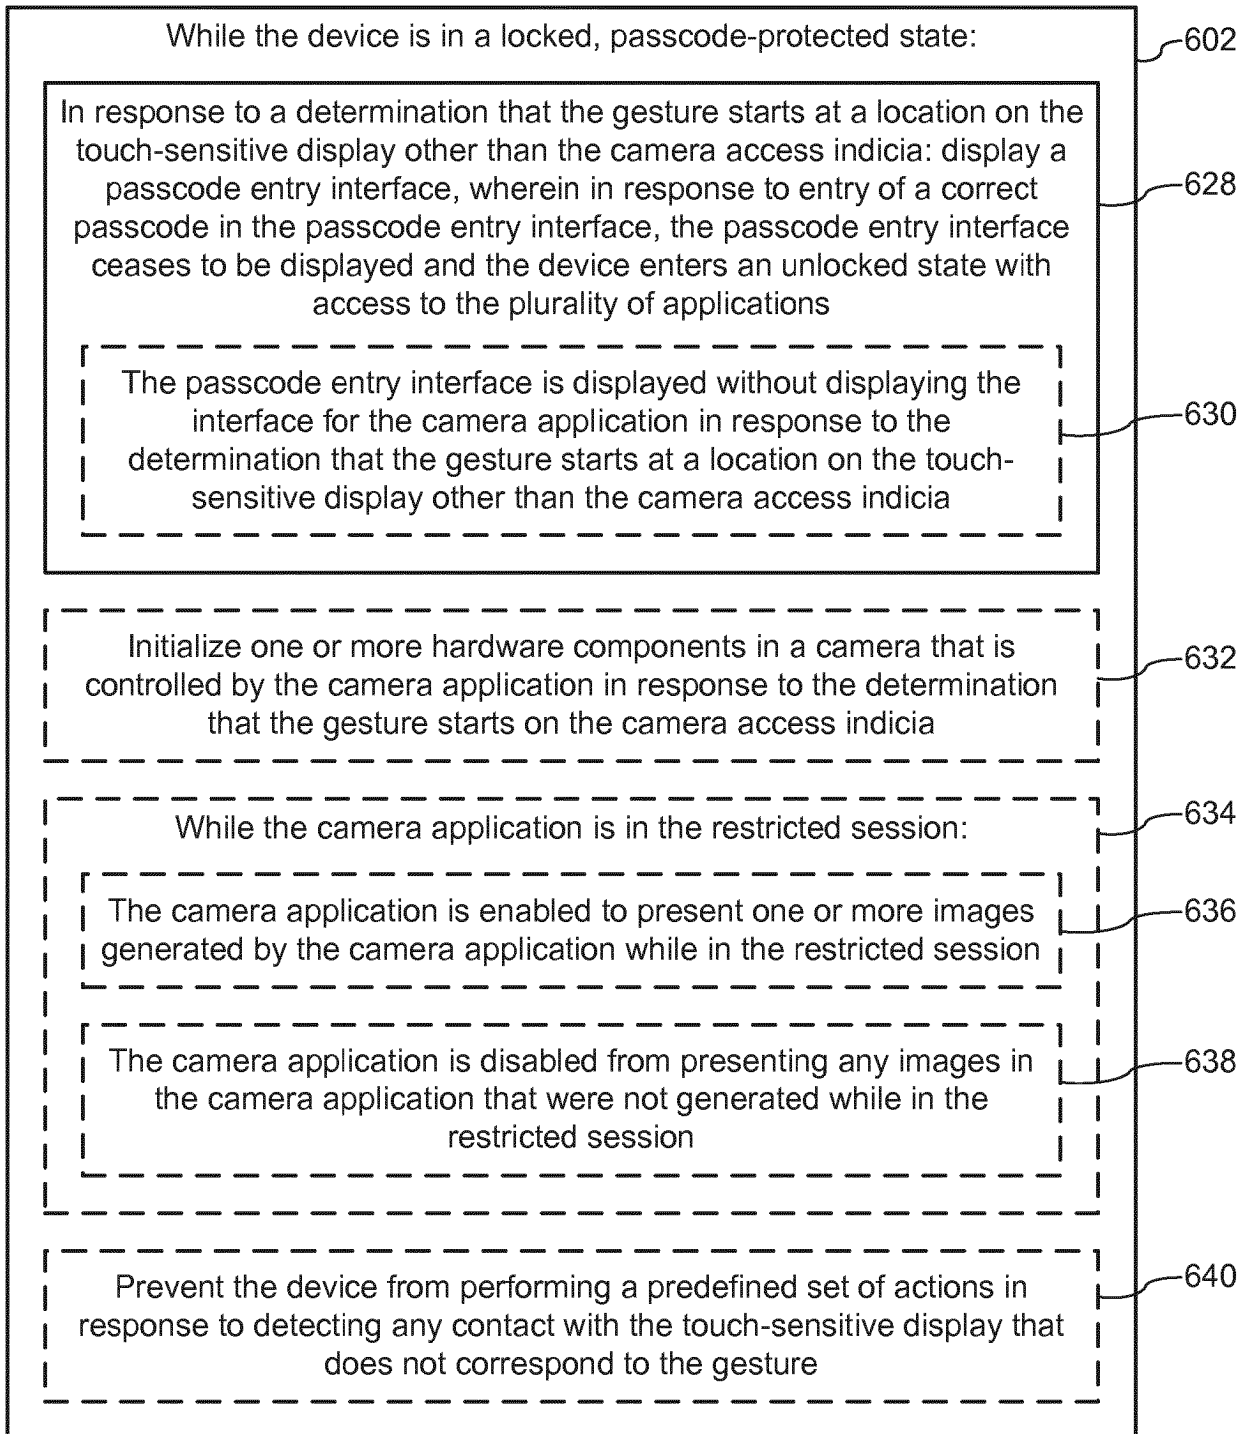 While the device is in a locked, passcode-protected state:
602
In response to a determination that the gesture starts at a location on the
touch-sensitive display other than the camera access indicia: display a
passcode entry interface, wherein in response to entry of a correct
passcode in the passcode entry interface, the passcode entry interface
ceases to be displayed and the device enters an unlocked state with
access to the plurality of applications
628
The passcode entry interface is displayed without displaying the
interface for the camera application in response to the
determination that the gesture starts at a location on the touch-
sensitive display other than the camera access indicia
630
Initialize one or more hardware components in a camera that is
controlled by the camera application in response to the determination
that the gesture starts on the camera access indicia
632
While the camera application is in the restricted session:
634
The camera application is enabled to present one or more images
generated by the camera application while in the restricted session
636
The camera application is disabled from presenting any images in
the camera application that were not generated while in the
restricted session
638
Prevent the device from performing a predefined set of actions in
response to detecting any contact with the touch-sensitive display that
does not correspond to the gesture
640